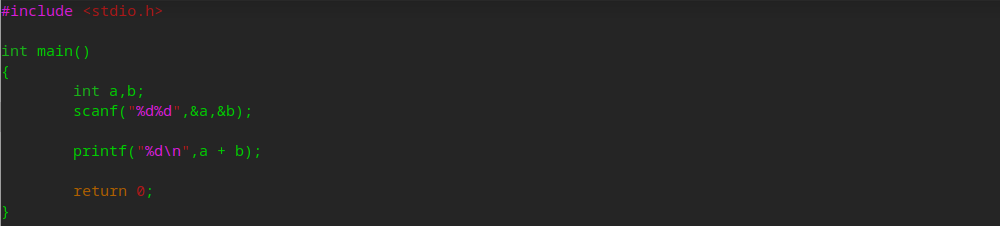 #include <stdio.h>
int main()
{
int a,b;
scanf("%d%d",&a,&b);
printf("%d\n",a + b);
return 0;
}